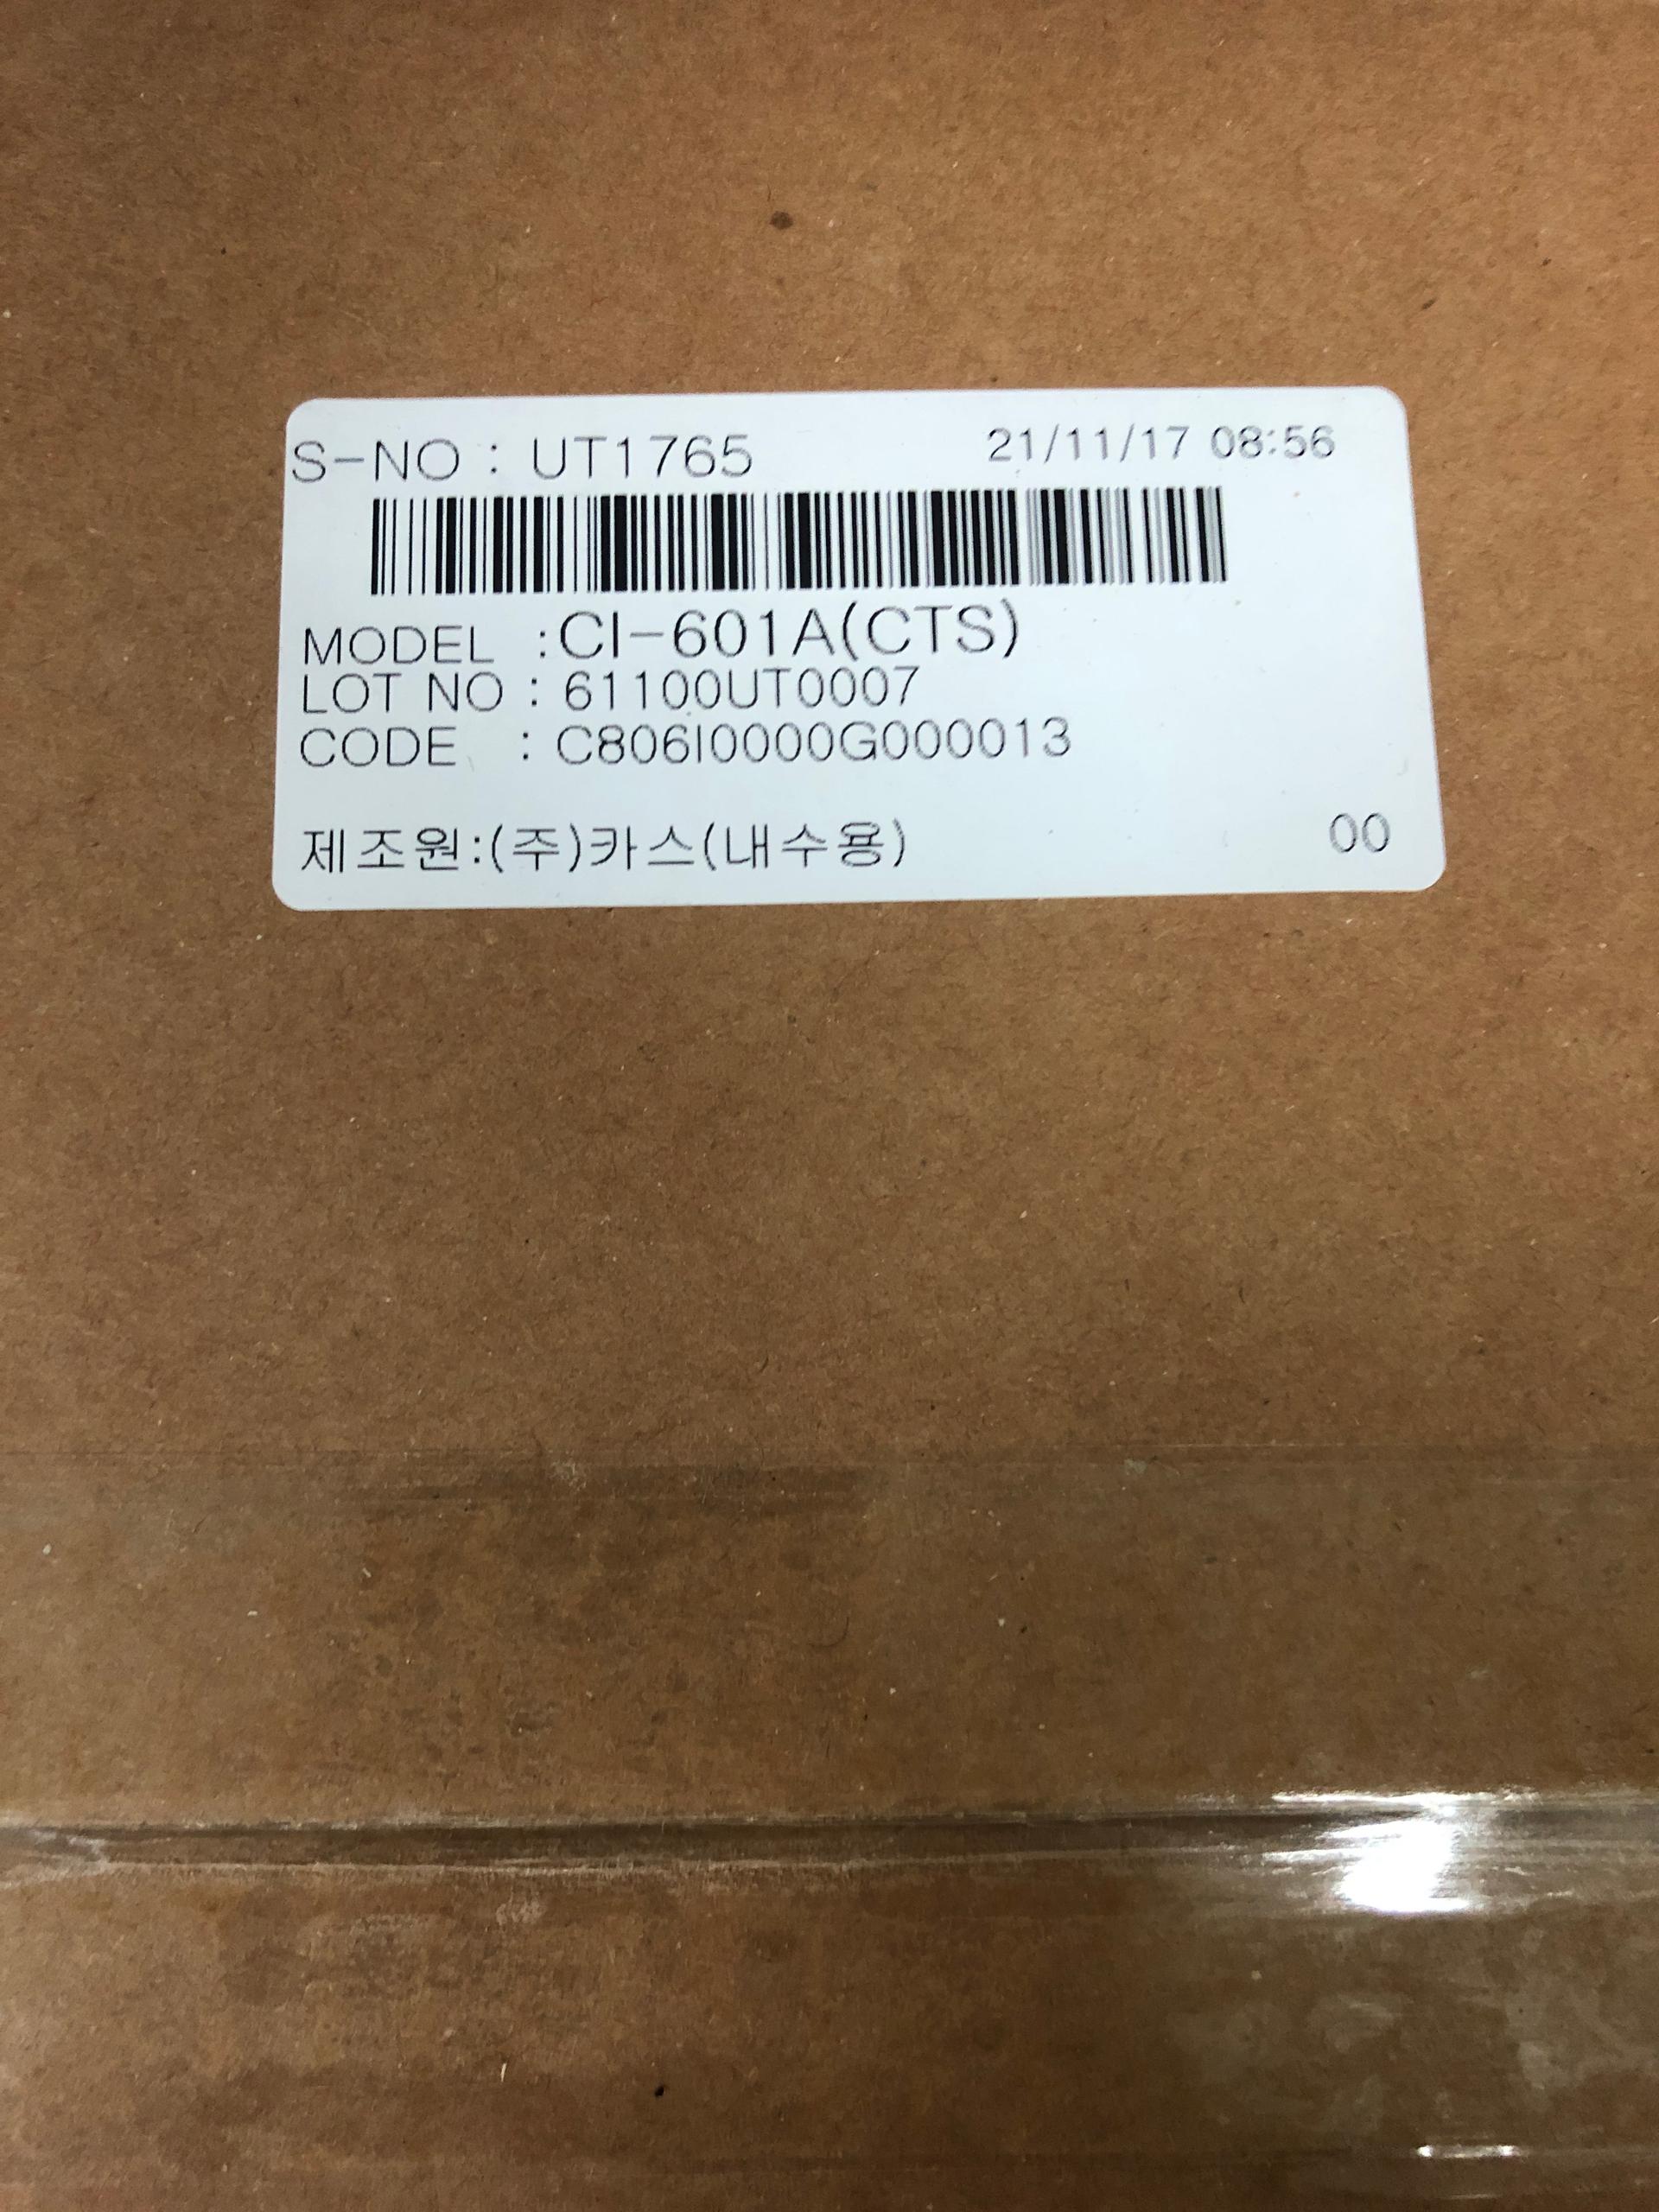 S-NO : UT1765 21/11/17 08:56
MODEL :CI-601A(CTS)
LOT NO : 61100UT0007
CODE : C806I0000G000013
제조원:(주)카스(내수용) 00